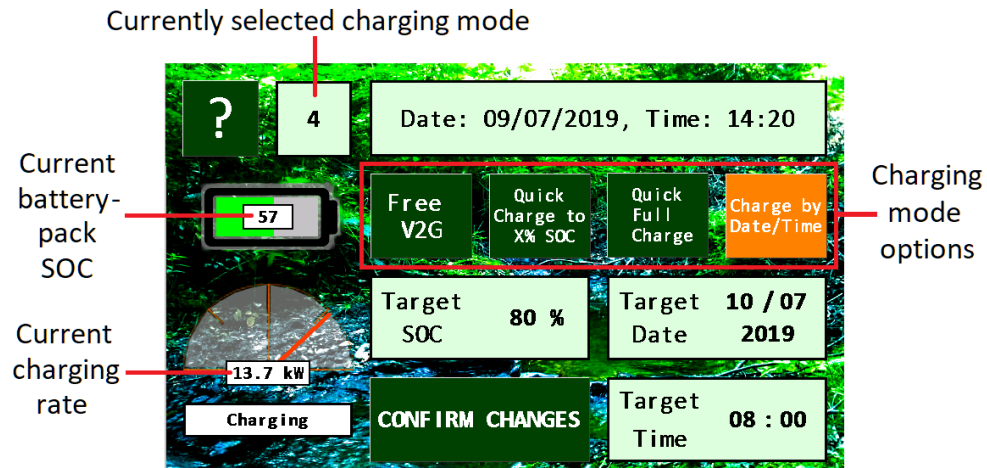 Currently selected charging mode
?
4
Date: 09/07/2019, Time: 14:20
Current
battery-
pack
SOC
57
Free
V2G
Quick
Charge to
X% SOC
Quick
Full
Charge
Charge by
Date/Time
Charging
mode
options
Target
SOC
80 %
Target
Date
10 / 07
2019
Current
charging
rate
13.7 kW
Charging
CONFIRM CHANGES
Target
Time
08 : 00